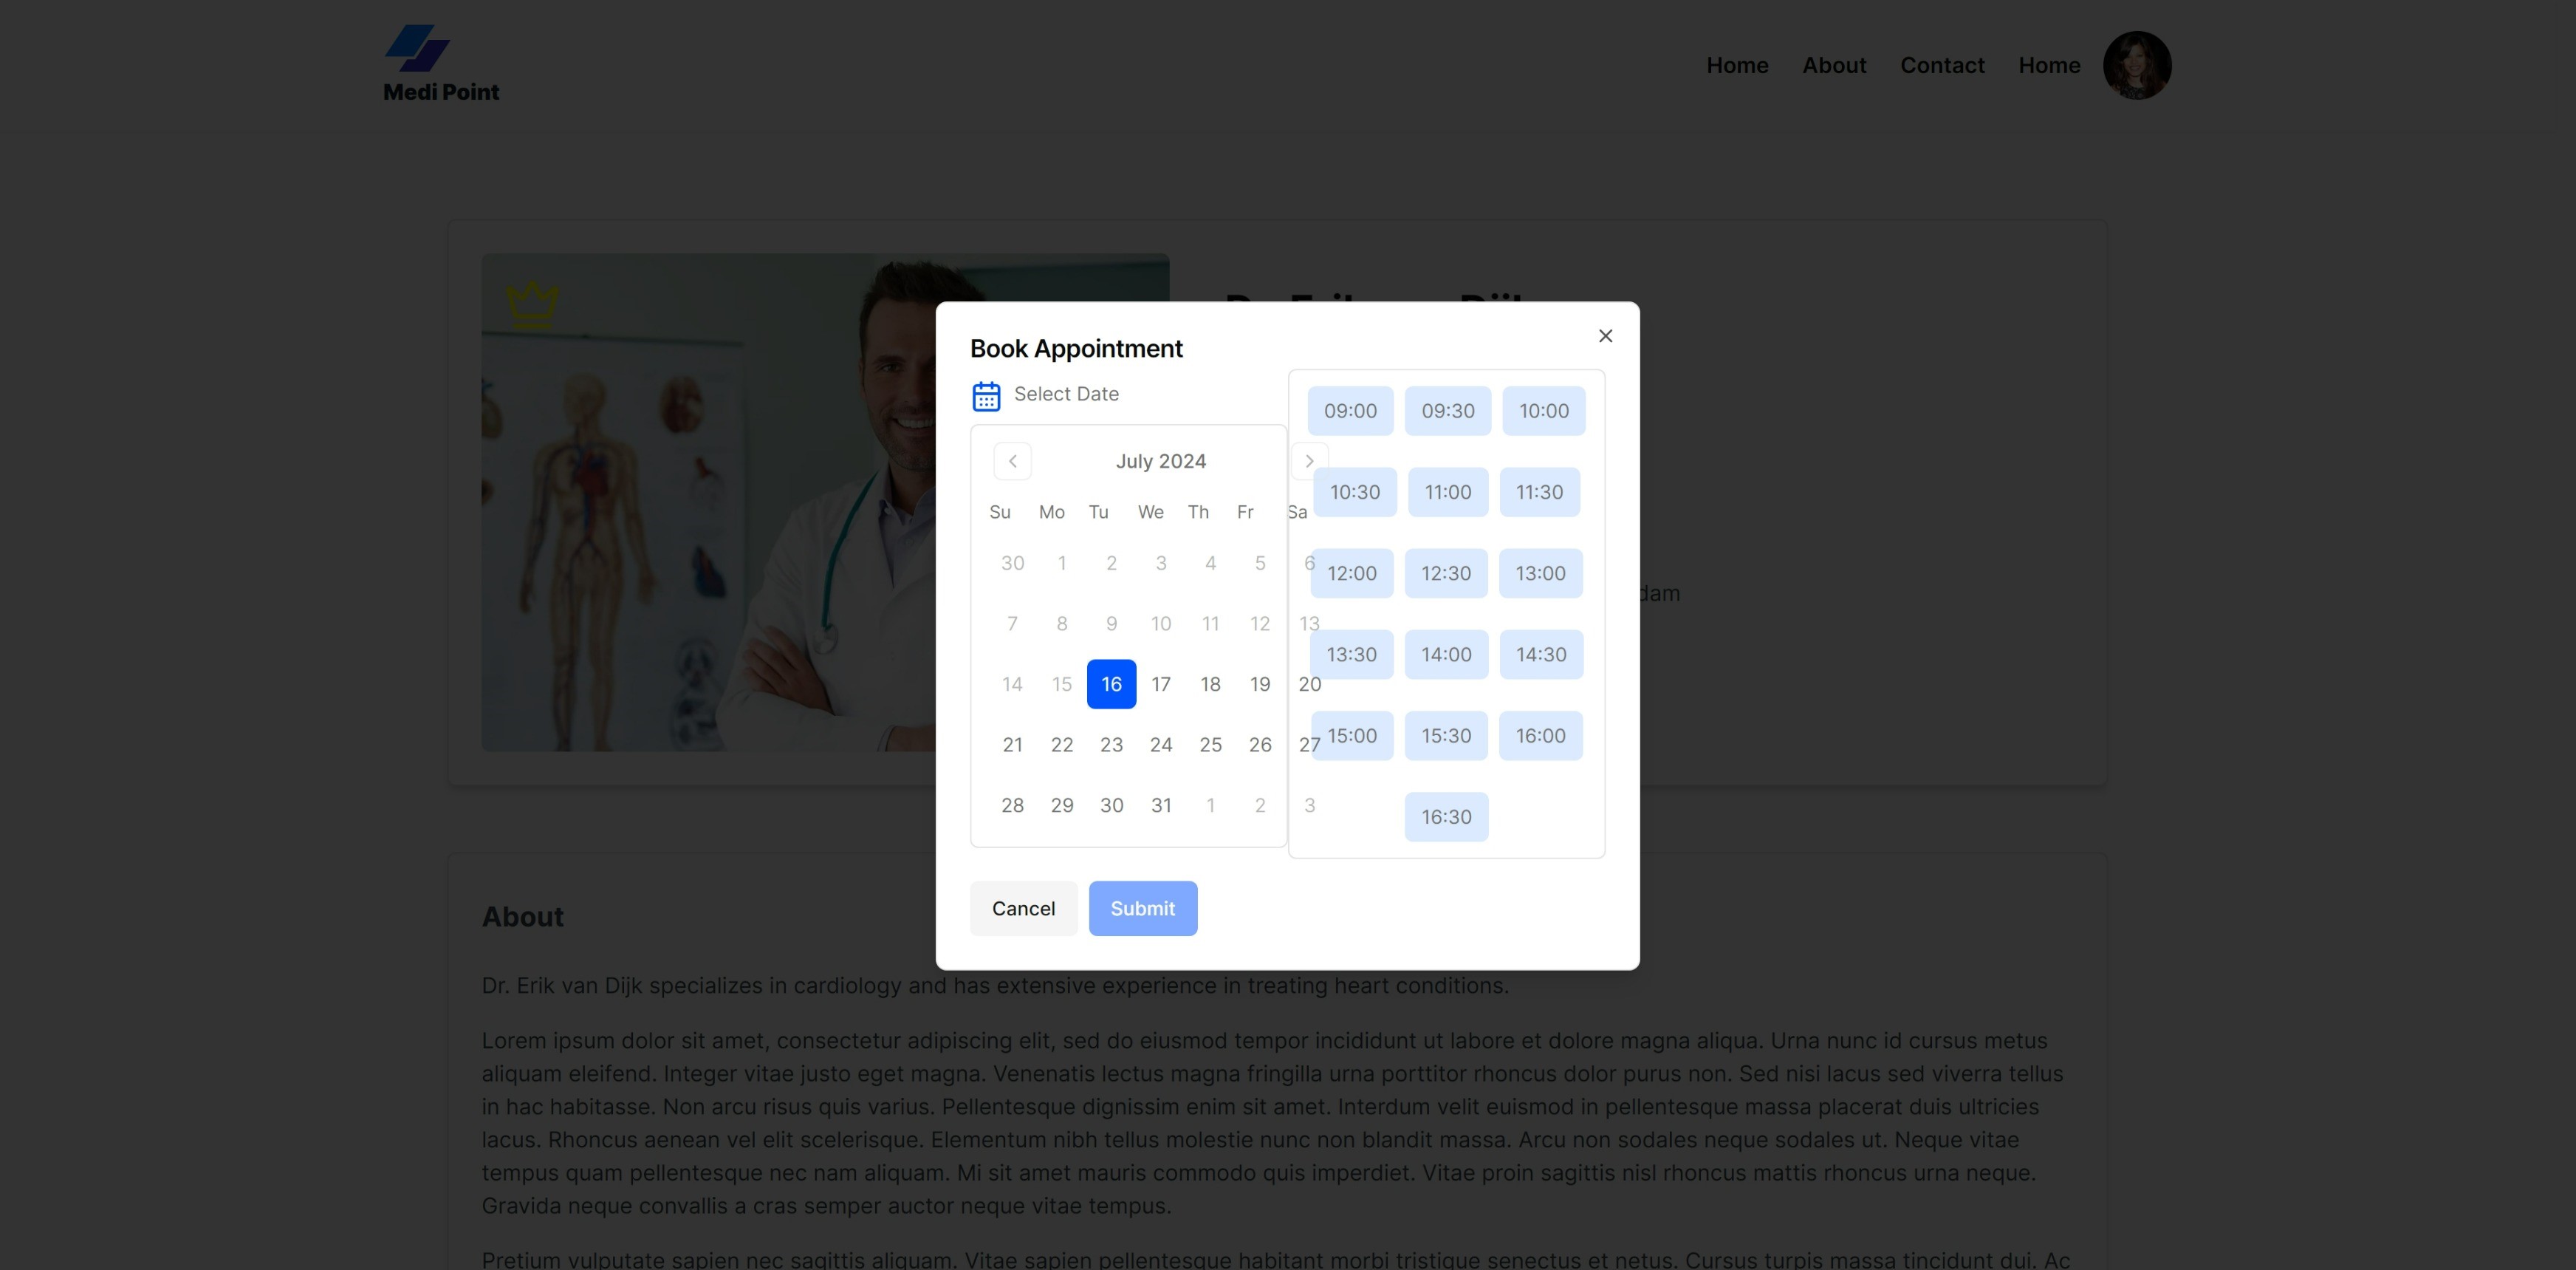 Medi Point
Home About Contact Home
Book Appointment
Select Date
July 2024
Su Mo Tu We Th Fr Sa
30 1 2 3 4 5 6
7 8 9 10 11 12 13
14 15 16 17 18 19 20
21 22 23 24 25 26 27
28 29 30 31 1 2 3
09:00 09:30 10:00
10:30 11:00 11:30
12:00 12:30 13:00
13:30 14:00 14:30
15:00 15:30 16:00
16:30
Cancel Submit
About
Dr. Erik van Dijk specializes in cardiology and has extensive experience in treating heart conditions.
Lorem ipsum dolor sit amet, consectetur adipiscing elit, sed do eiusmod tempor incididunt ut labore et dolore magna aliqua. Urna nunc id cursus metus
aliquam eleifend. Integer vitae justo eget magna. Venenatis lectus magna fringilla urna porttitor rhoncus dolor purus non. Sed nisi lacus sed viverra tellus
in hac habitasse. Non arcu risus quis varius. Pellentesque dignissim enim sit amet. Interdum velit euismod in pellentesque massa placerat duis ultricies
lacus. Rhoncus aenean vel elit scelerisque. Elementum nibh tellus molestie nunc non blandit massa. Arcu non sodales neque sodales ut. Neque vitae
tempus quam pellentesque nec nam aliquam. Mi sit amet mauris commodo quis imperdiet. Vitae proin sagittis nisl rhoncus mattis rhoncus urna neque.
Gravida neque convallis a cras semper auctor neque vitae tempus.
Pretium vulputate sapien nec sagittis aliquam. Vitae sapien pellentesque habitant morbi tristique senectus et netus. Cursus turpis massa tincidunt dui. Ac